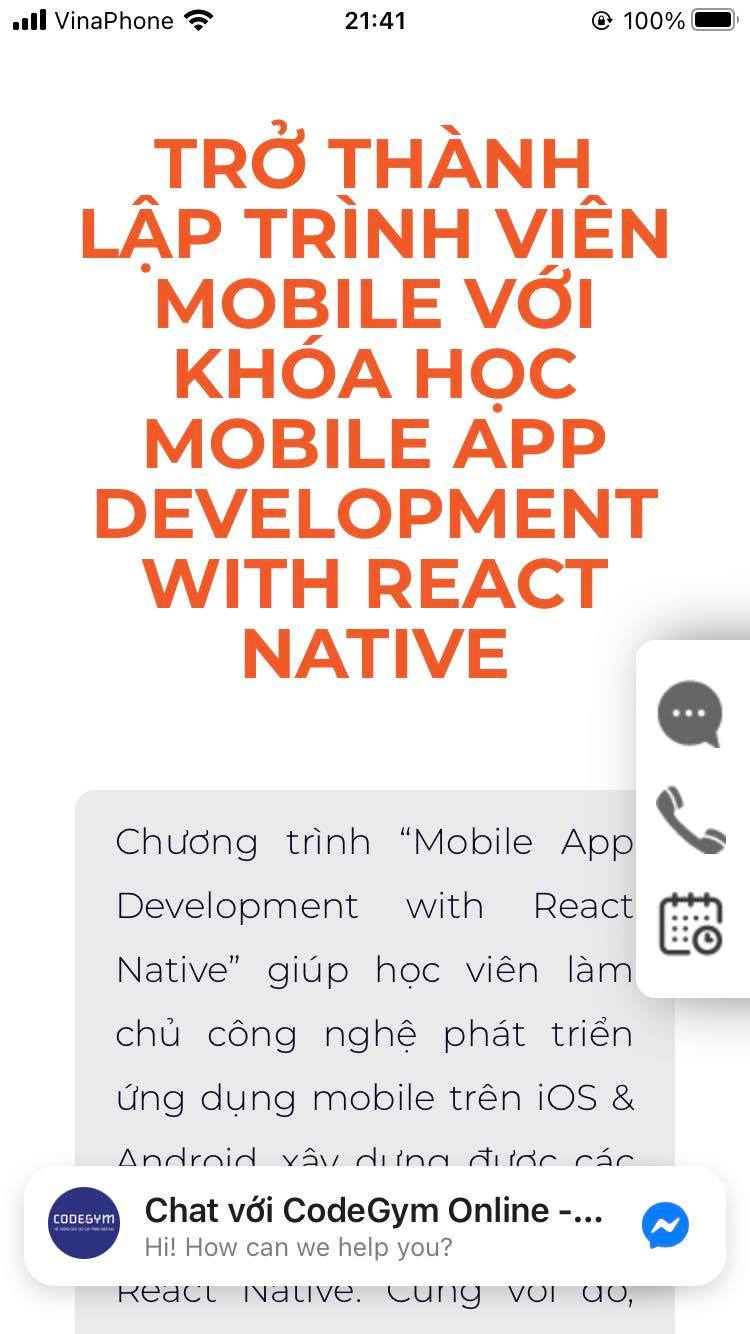 VinaPhone 21:41 100%
TRỞ THÀNH
LẬP TRÌNH VIÊN
MOBILE VỚI
KHÓA HỌC
MOBILE APP
DEVELOPMENT
WITH REACT
NATIVE
Chương trình “Mobile App
Development with React
Native” giúp học viên làm
chủ công nghệ phát triển
ứng dụng mobile trên iOS &
Android, xây dựng được các
CODEGYM
Chat với CodeGym Online -...
Hi! How can we help you?
React Native. Cùng với đó,